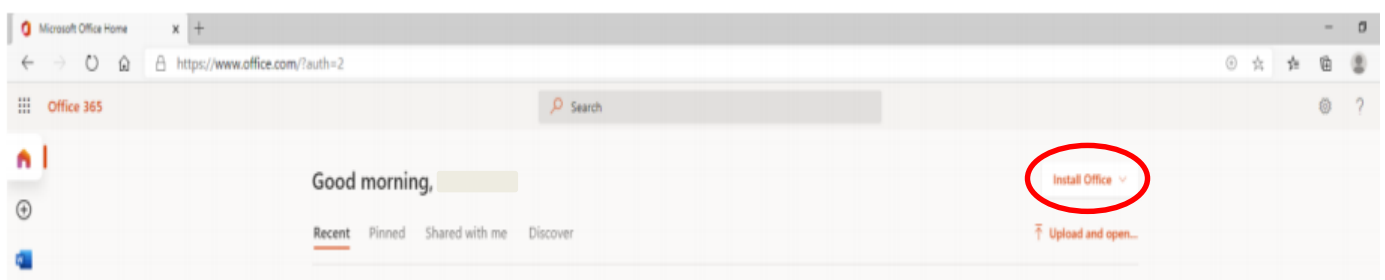 Microsoft Office Home
https://www.office.com/?auth=2
Office 365
Search
Good morning,
Install Office
Recent Pinned Shared with me Discover
Upload and open...